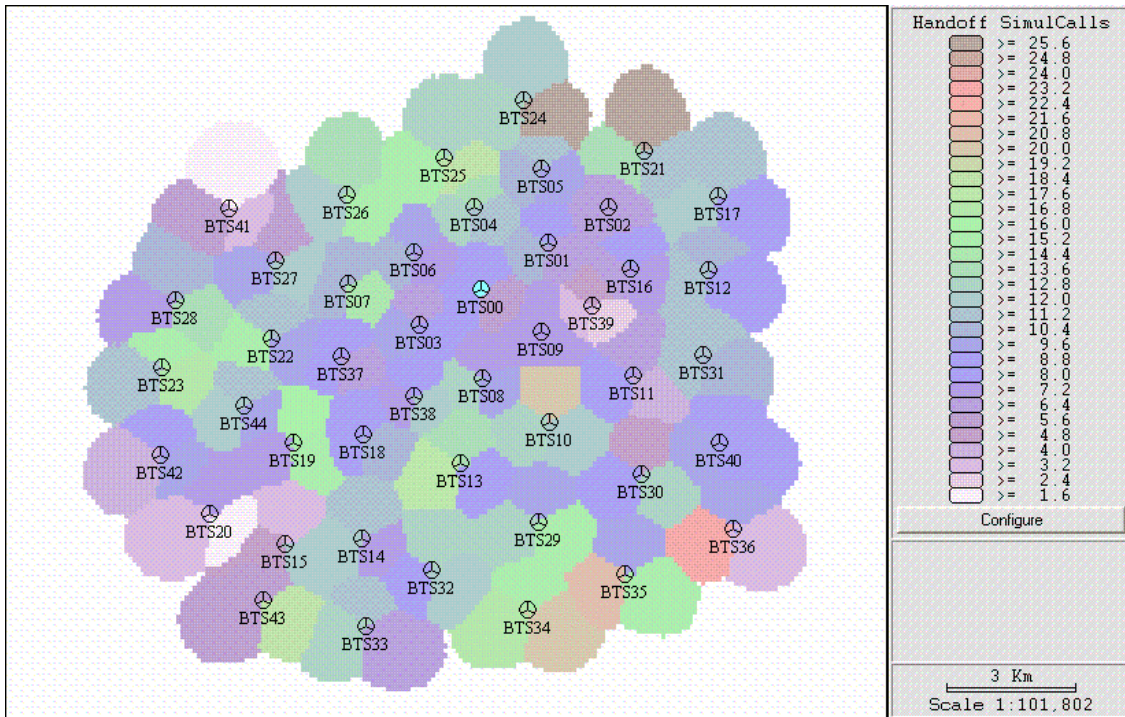 Handoff SimulCalls
>= 25.6
>= 24.8
>= 24.0
>= 23.2
>= 22.4
>= 21.6
>= 20.8
>= 20.0
>= 19.2
>= 18.4
>= 17.6
>= 16.8
>= 16.0
>= 15.2
>= 14.4
>= 13.6
>= 12.8
>= 12.0
>= 11.2
>= 10.4
>= 9.6
>= 8.8
>= 8.0
>= 7.2
>= 6.4
>= 5.6
>= 4.8
>= 4.0
>= 3.2
>= 2.4
>= 1.6
Configure
3 Km
Scale 1:101,802
BTS24
BTS25
BTS05
BTS21
BTS26
BTS41
BTS04
BTS02
BTS17
BTS06
BTS01
BTS27
BTS07
BTS16
BTS12
BTS28
BTS00
BTS39
BTS03
BTS09
BTS22
BTS37
BTS31
BTS23
BTS08
BTS11
BTS44
BTS38
BTS10
BTS19
BTS18
BTS40
BTS42
BTS13
BTS30
BTS20
BTS29
BTS36
BTS15
BTS14
BTS32
BTS35
BTS43
BTS34
BTS33